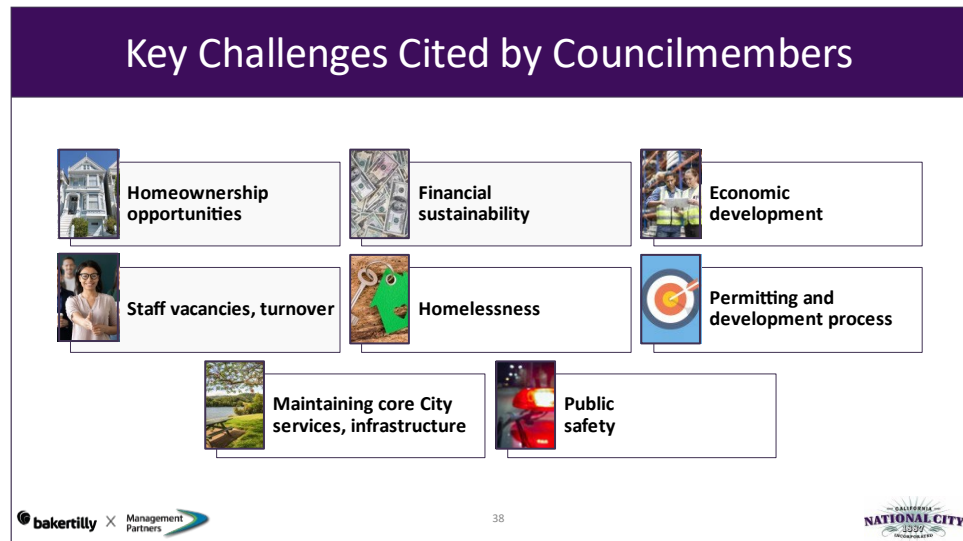 Key Challenges Cited by Councilmembers
Homeownership
opportunities
Financial
sustainability
Economic
development
Staff vacancies, turnover
Homelessness
Permitting and
development process
Maintaining core City
services, infrastructure
Public
safety
bakertilly X Management
Partners
38
CALIFORNIA
NATIONAL CITY
1887
INCORPORATED